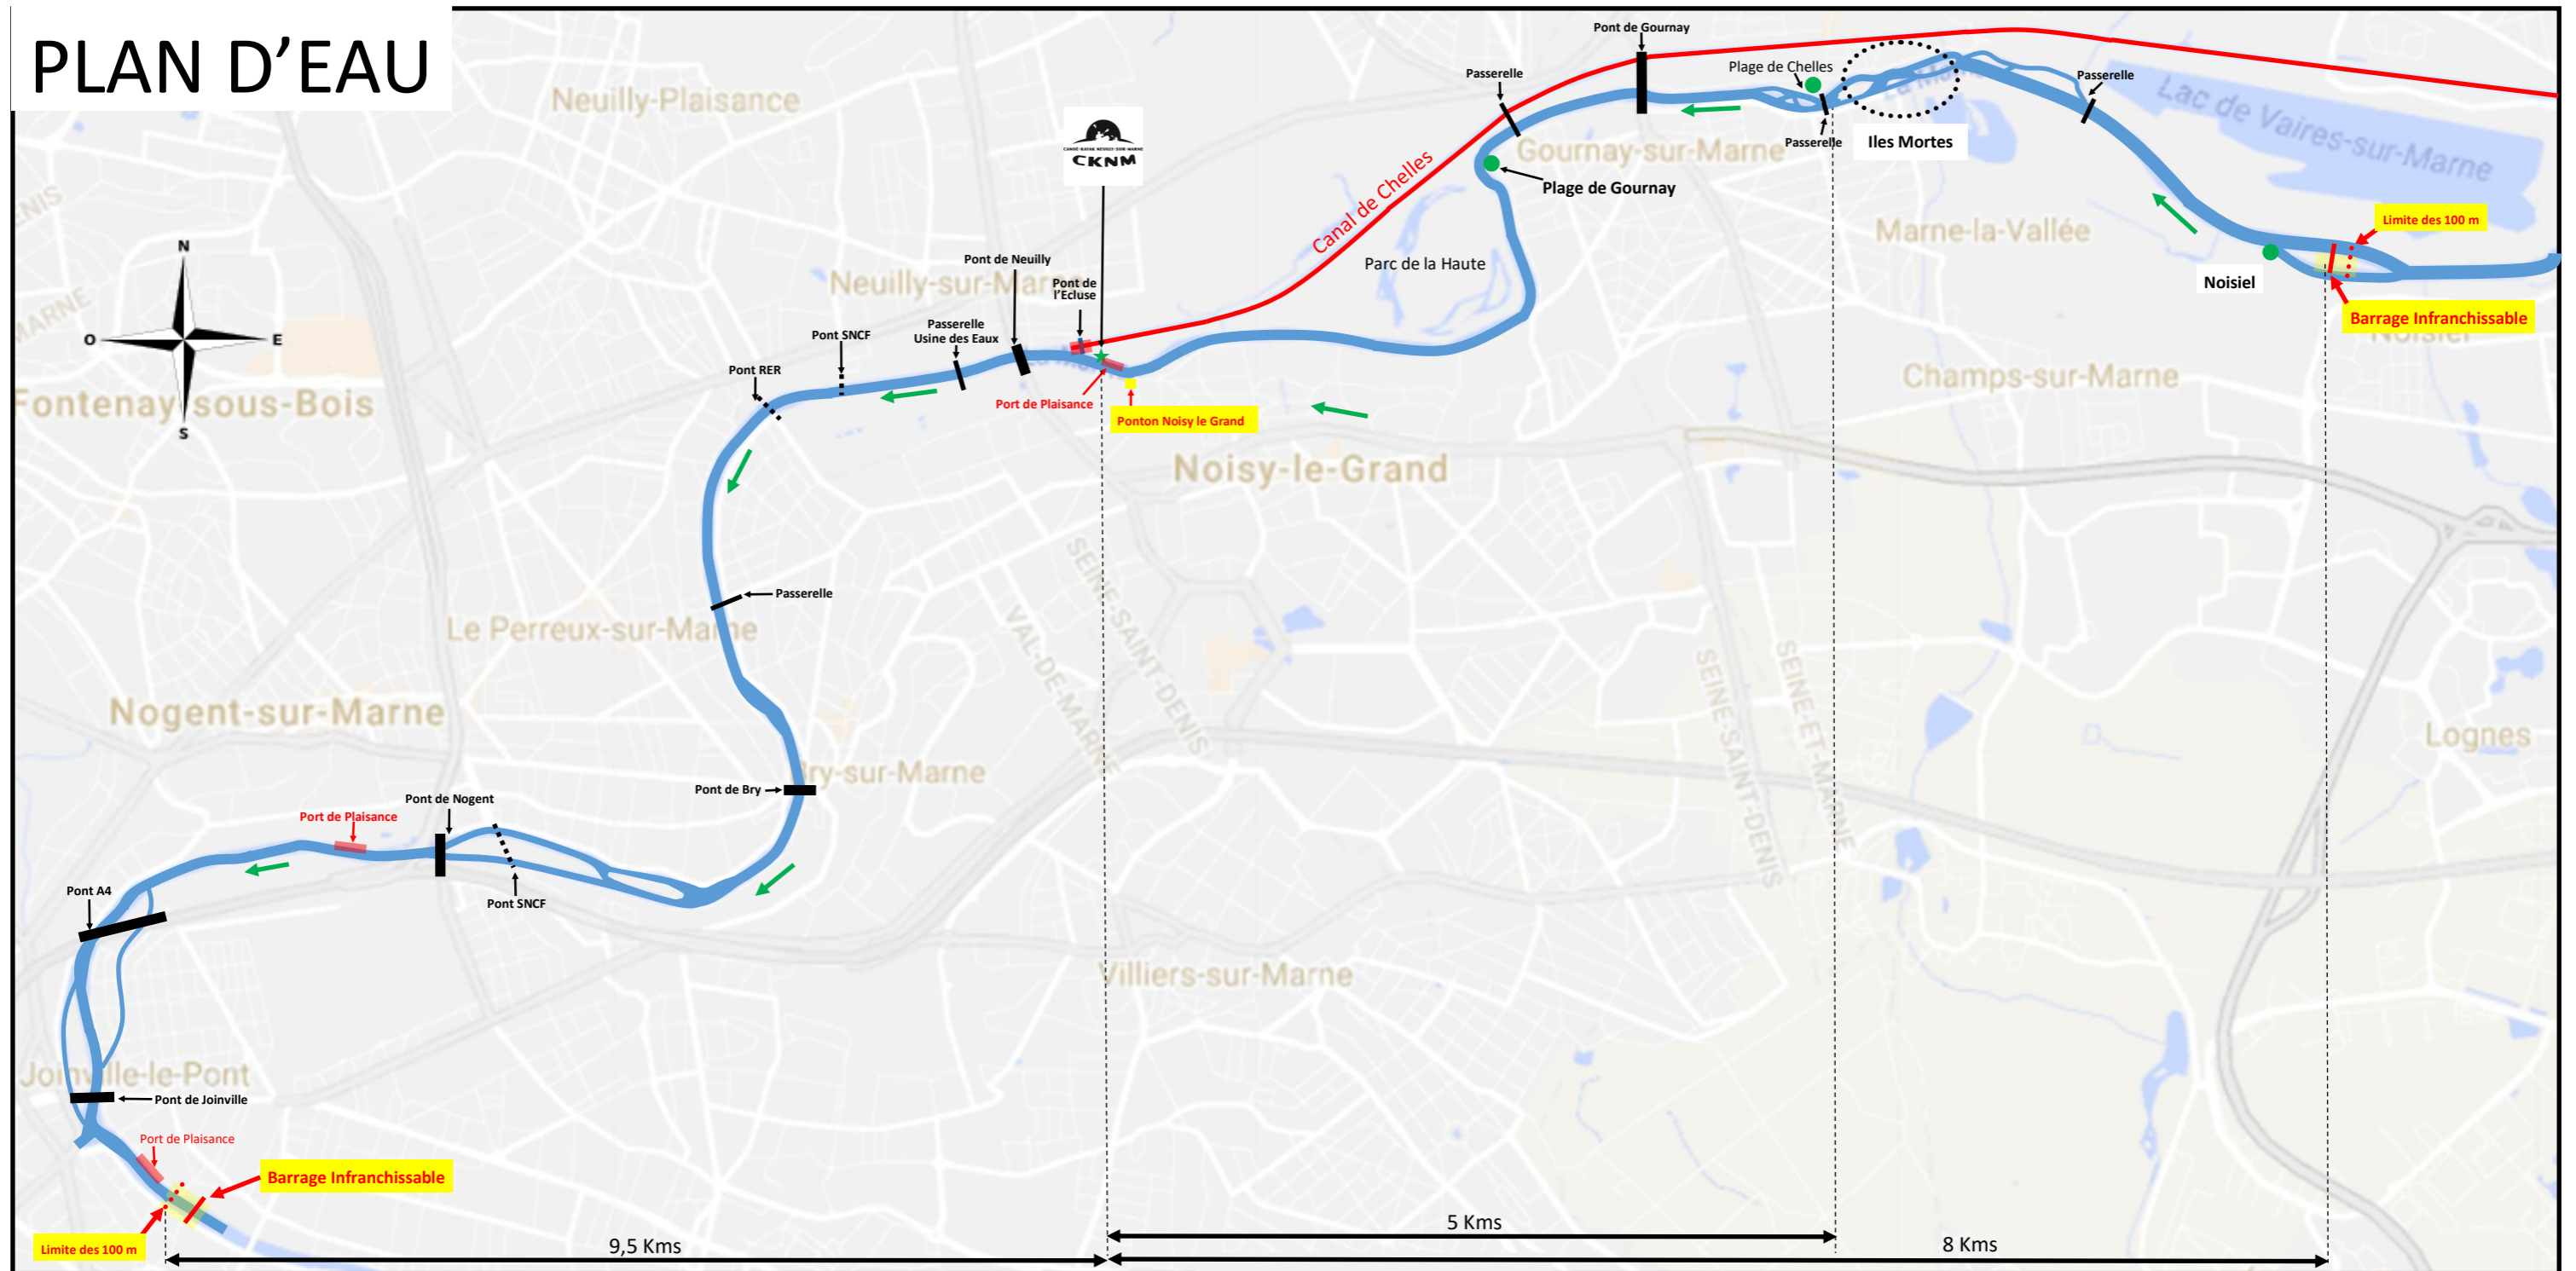 PLAN D'EAU
Pont de Gournay
Passerelle
Plage de Chelles
Passerelle
Lac de Vaires-sur-Marne
Neuilly-Plaisance
CANOË-KAYAK NEUILLY-SUR-MARNE
CKNM
Gournay-sur-Marne
Passerelle
Iles Mortes
Canal de Chelles
Plage de Gournay
Limite des 100 m
Marne-la-Vallée
N
Pont de Neuilly
Parc de la Haute
Neuilly-sur-Marne
Pont de
l'Ecluse
Noisiel
Barrage Infranchissable
Noisiel
O
E
Passerelle
Usine des Eaux
Pont SNCF
Pont RER
Champs-sur-Marne
Fontenay-sous-Bois
Port de Plaisance
Ponton Noisy le Grand
S
Noisy-le-Grand
Passerelle
Le Perreux-sur-Marne
SEINE-SAINT-DENIS
VAL-DE-MARNE
SEINE-SAINT-DENIS
SEINE-ET-MARNE
Nogent-sur-Marne
Lognes
Bry-sur-Marne
Pont de Bry
Pont de Nogent
Port de Plaisance
Pont A4
Pont SNCF
Villiers-sur-Marne
Joinville-le-Pont
Pont de Joinville
Port de Plaisance
Barrage Infranchissable
Limite des 100 m
9,5 Kms
5 Kms
8 Kms